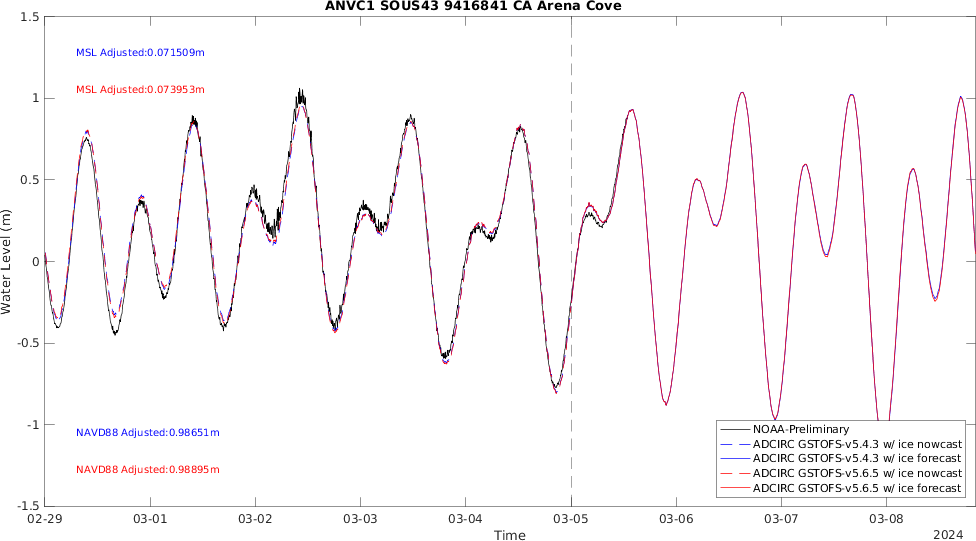 ANVC1 SOUS43 9416841 CA Arena Cove
1.5
MSL Adjusted:0.071509m
MSL Adjusted:0.073953m
1
0.5
0
-0.5
-1
-1.5
Water Level (m)
NAVD88 Adjusted:0.98651m
NAVD88 Adjusted:0.98895m
NOAA-Preliminary
ADCIRC GSTOFS-v5.4.3 w/ ice nowcast
ADCIRC GSTOFS-v5.4.3 w/ ice forecast
ADCIRC GSTOFS-v5.6.5 w/ ice nowcast
ADCIRC GSTOFS-v5.6.5 w/ ice forecast
02-29 03-01 03-02 03-03 03-04 03-05 03-06 03-07 03-08
Time
2024